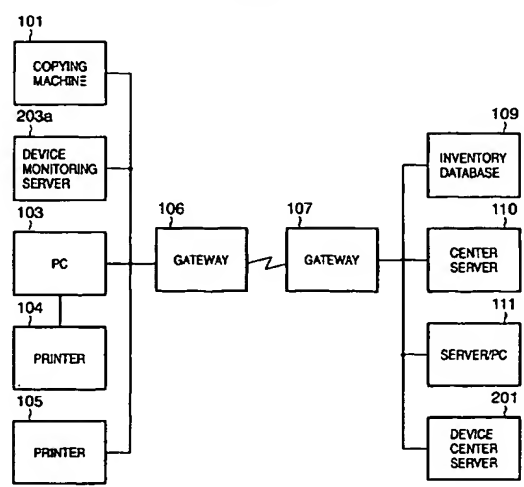 101
COPYING
MACHINE
203a
DEVICE
MONITORING
SERVER
103
PC
104
PRINTER
105
PRINTER
106
GATEWAY
107
GATEWAY
109
INVENTORY
DATABASE
110
CENTER
SERVER
111
SERVER/PC
201
DEVICE
CENTER
SERVER